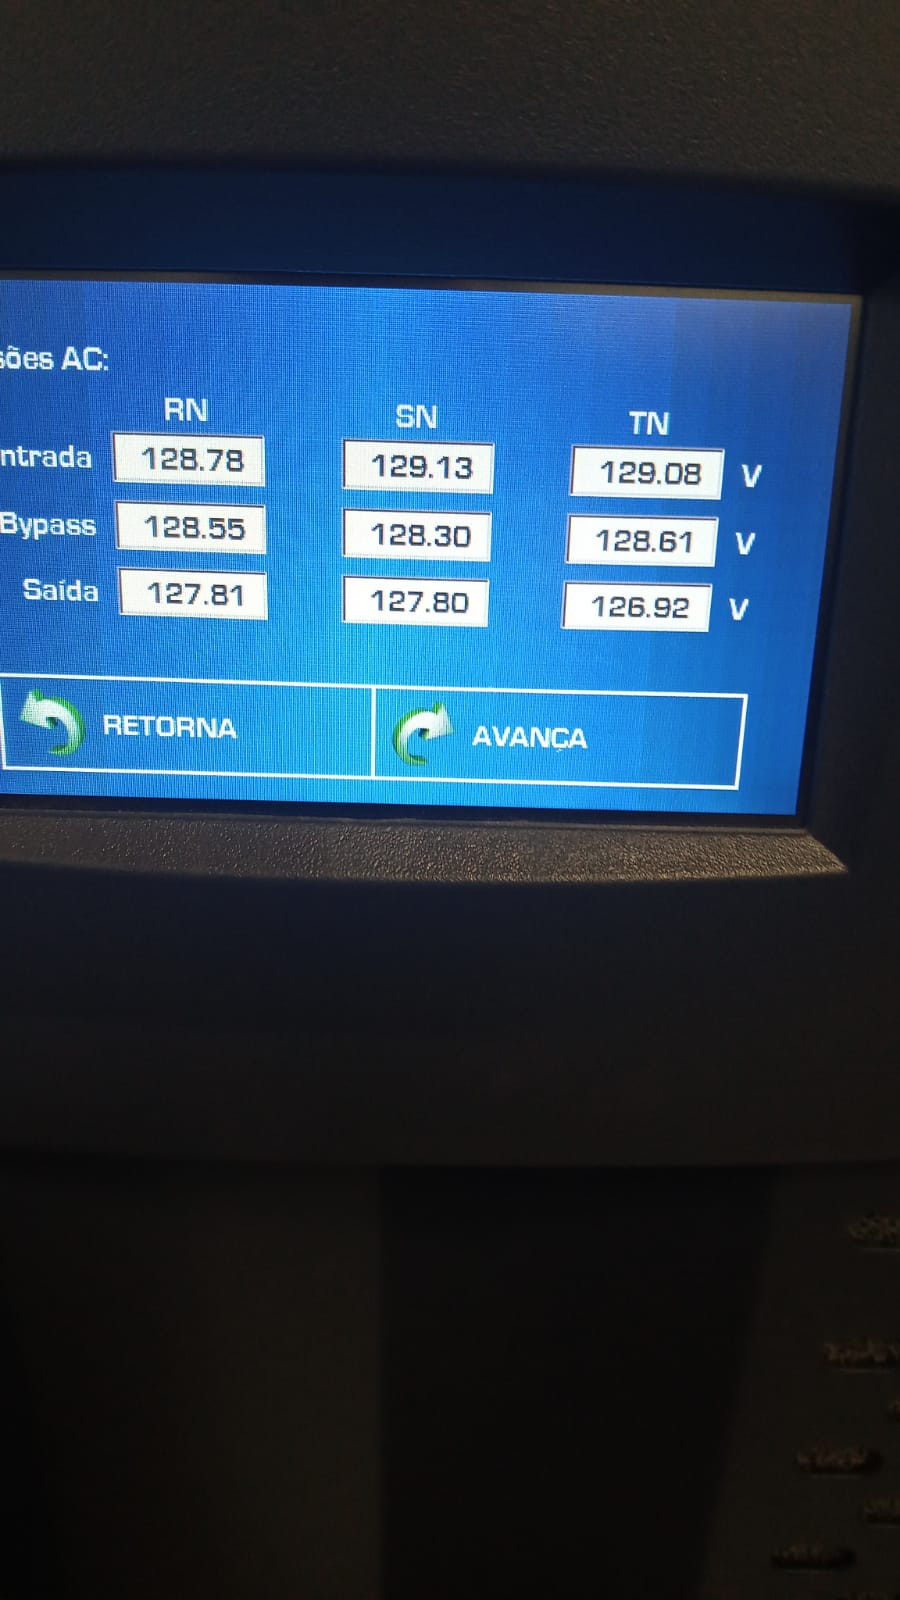 sões AC:
RN SN TN
ntrada 128.78 129.13 129.08 V
Bypass 128.55 128.30 128.61 V
Saída 127.81 127.80 126.92 V
RETORNA AVANÇA